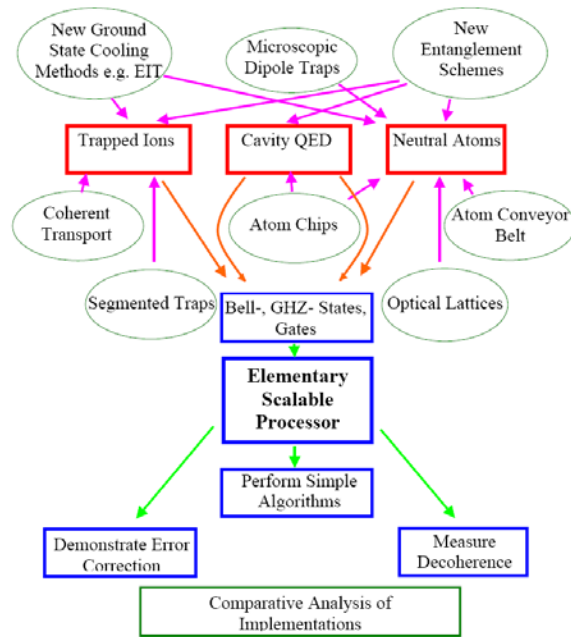 New Ground
State Cooling
Methods e.g. EIT
Microscopic
Dipole Traps
New
Entanglement
Schemes
Trapped Ions
Cavity QED
Neutral Atoms
Coherent
Transport
Atom Chips
Atom Conveyor
Belt
Segmented Traps
Bell-, GHZ- States,
Gates
Optical Lattices
Elementary
Scalable
Processor
Perform Simple
Algorithms
Demonstrate Error
Correction
Measure
Decoherence
Comparative Analysis of
Implementations